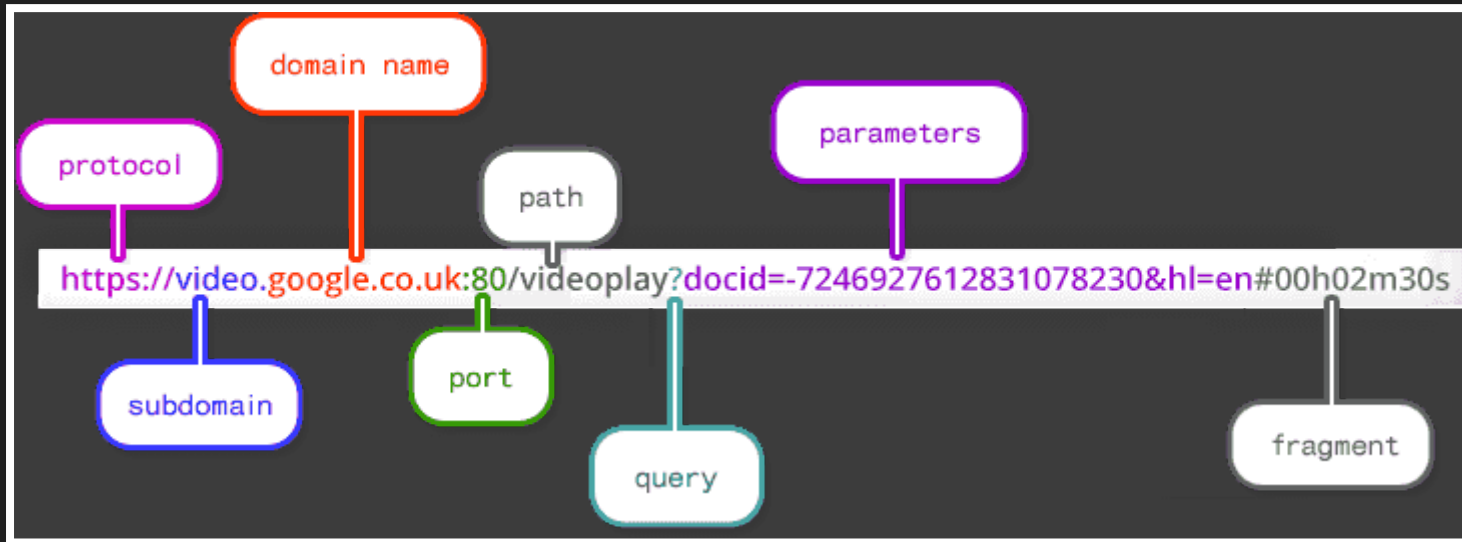 domain name
parameters
protocol
path
https://video.google.co.uk:80/videoplay?docid=-7246927612831078230&hl=en#00h02m30s
subdomain
port
query
fragment